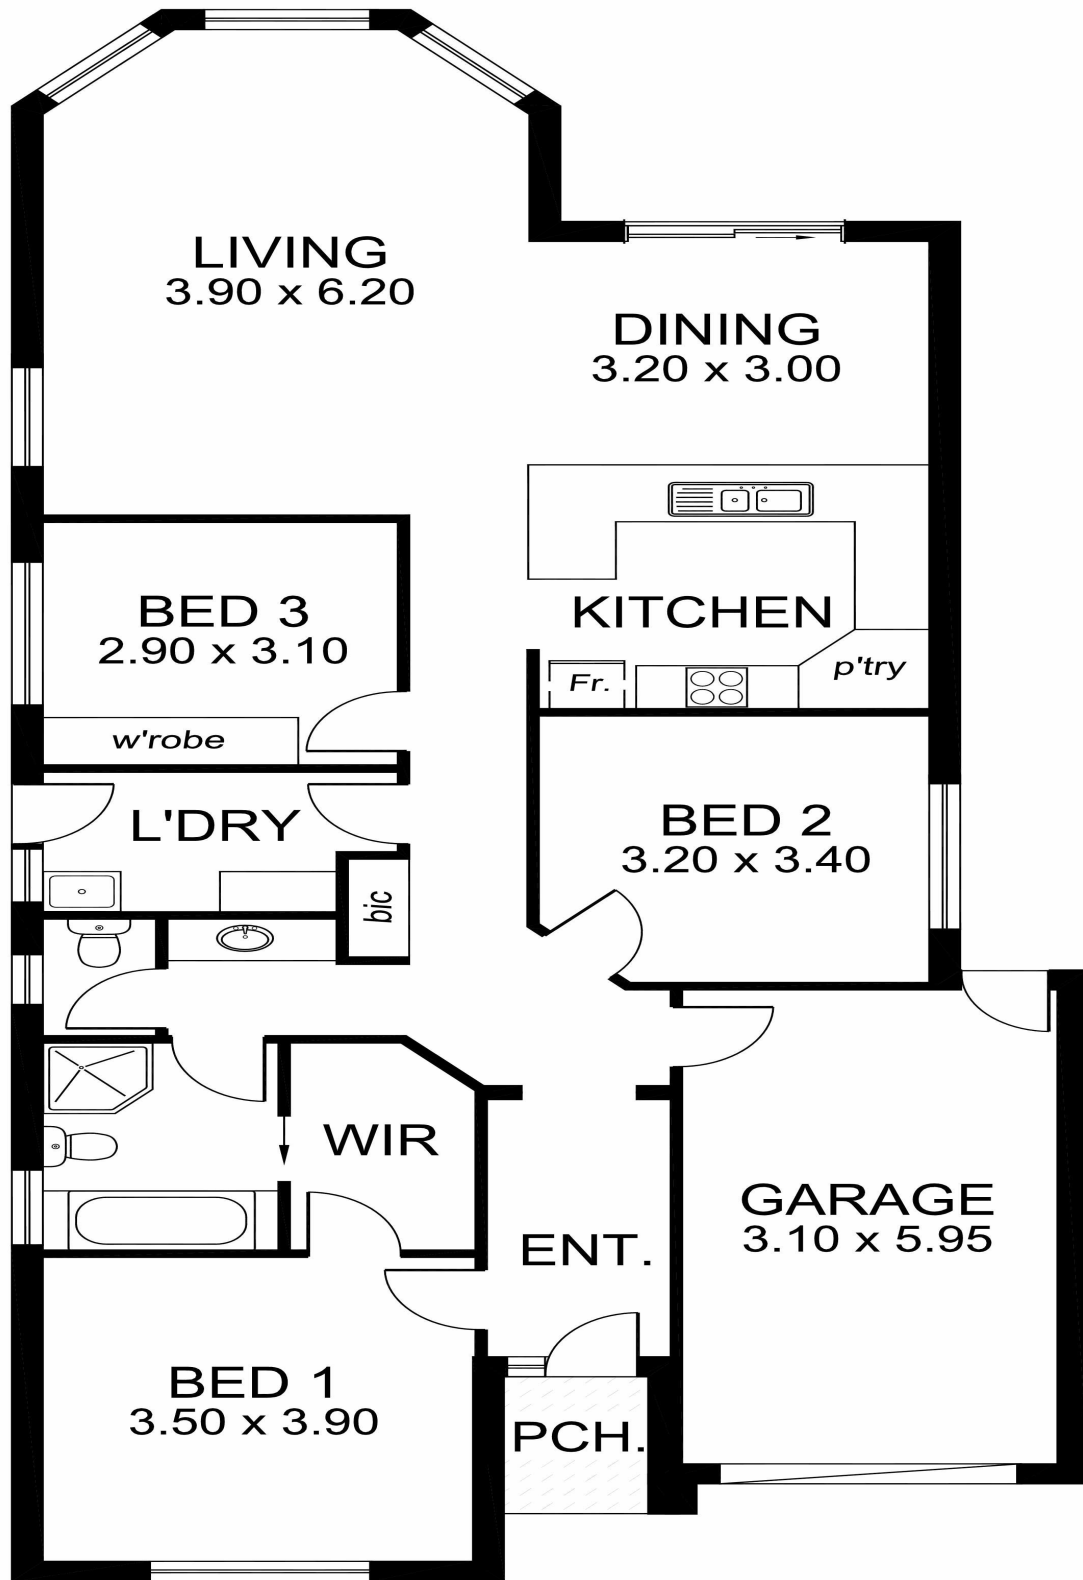 LIVING
3.90 x 6.20
DINING
3.20 x 3.00
BED 3
2.90 x 3.10
KITCHEN
Fr.
p'try
w'robe
L'DRY
BED 2
3.20 x 3.40
bic
WIR
GARAGE
3.10 x 5.95
ENT.
BED 1
3.50 x 3.90
PCH.